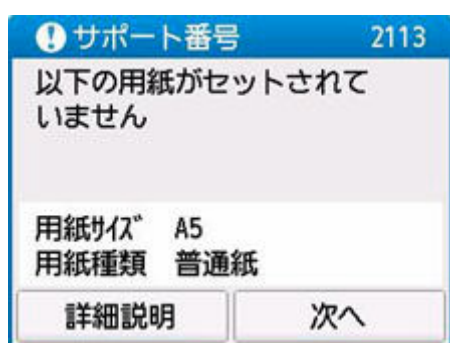 サポート番号 2113
以下の用紙がセットされて
いません
用紙ｻｲｽﾞ A5
用紙種類 普通紙
詳細説明 次へ